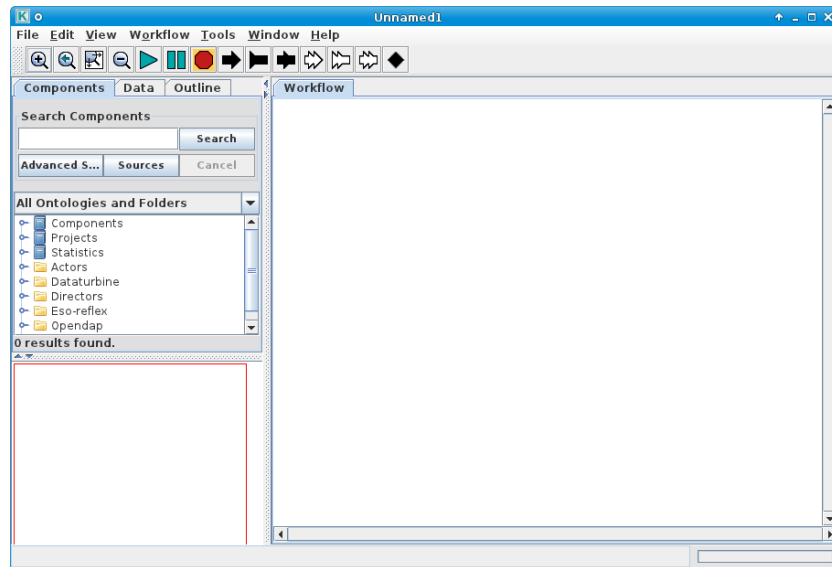 K Unnamed1
File Edit View Workflow Tools Window Help
Components Data Outline Workflow
Search Components
Search
Advanced S... Sources Cancel
All Ontologies and Folders
Components
Projects
Statistics
Actors
Dataturbine
Directors
Eso-reflex
Opendap
0 results found.